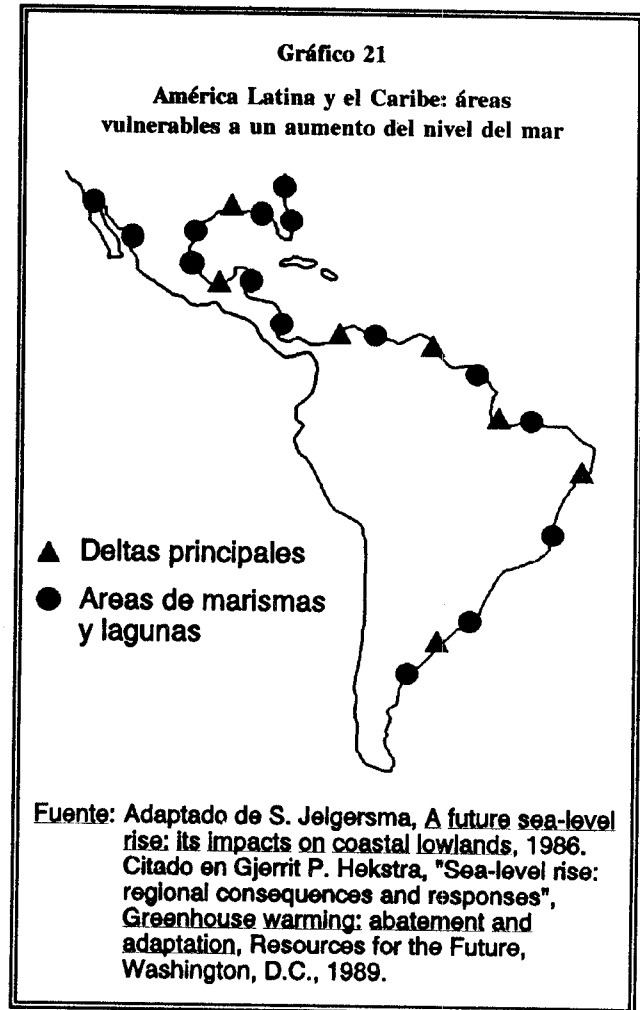 Gráfico 21
América Latina y el Caribe: áreas
vulnerables a un aumento del nivel del mar
Deltas principales
Areas de marismas
y lagunas
Fuente: Adaptado de S. Jelgersma, A future sea-level
rise: its impacts on coastal lowlands, 1986.
Citado en Gjerrit P. Hekstra, "Sea-level rise:
regional consequences and responses",
Greenhouse warming: abatement and
adaptation, Resources for the Future,
Washington, D.C., 1989.